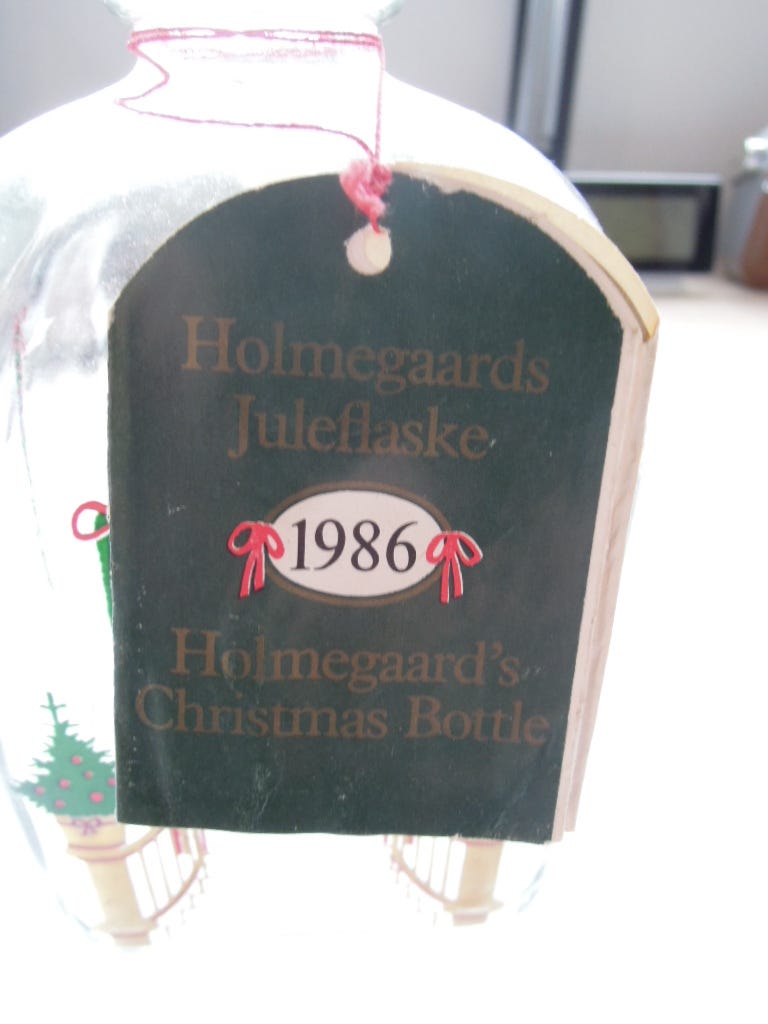 Holmegaards
Juleflaske
1986
Holmegaard's
Christmas Bottle